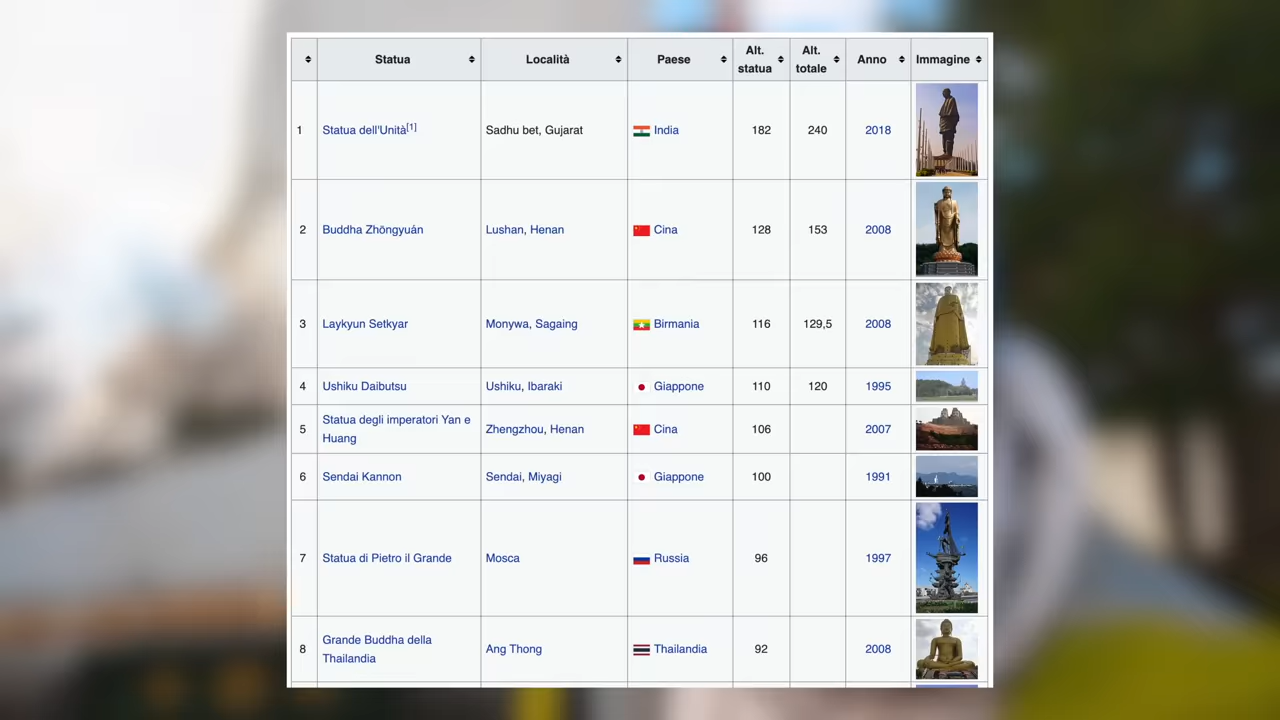 Statua Località Paese Alt. statua Alt. totale Anno Immagine
1 Statua dell'Unità[1] Sadhu bet, Gujarat India 182 240 2018
2 Buddha Zhōngyuán Lushan, Henan Cina 128 153 2008
3 Laykyun Setkyar Monywa, Sagaing Birmania 116 129,5 2008
4 Ushiku Daibutsu Ushiku, Ibaraki Giappone 110 120 1995
5 Statua degli imperatori Yan e Huang Zhengzhou, Henan Cina 106 2007
6 Sendai Kannon Sendai, Miyagi Giappone 100 1991
7 Statua di Pietro il Grande Mosca Russia 96 1997
8 Grande Buddha della Thailandia Ang Thong Thailandia 92 2008